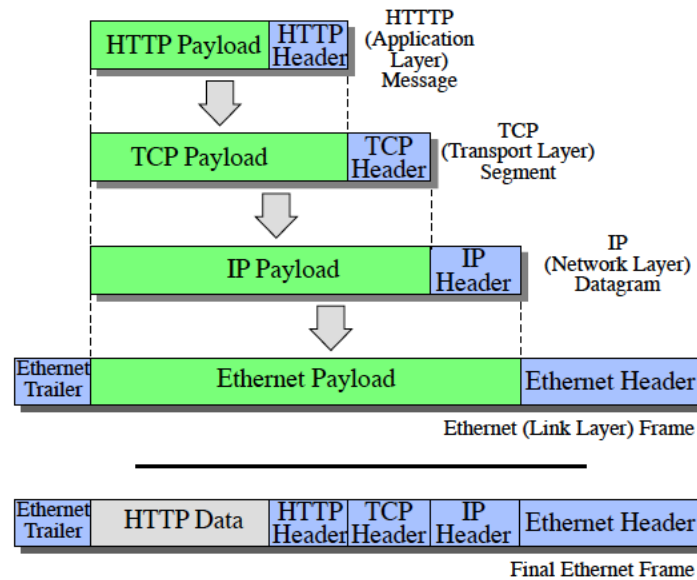 HTTP Payload
HTTP
Header
HTTTP
(Application
Layer)
Message
TCP Payload
TCP
Header
TCP
(Transport Layer)
Segment
IP Payload
IP
Header
IP
(Network Layer)
Datagram
Ethernet
Trailer
Ethernet Payload
Ethernet Header
Ethernet (Link Layer) Frame
Ethernet
Trailer
HTTP Data
HTTP
Header
TCP
Header
IP
Header
Ethernet Header
Final Ethernet Frame